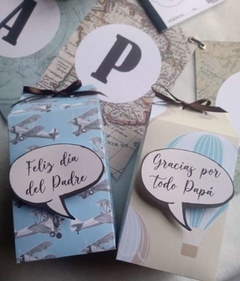 A
P
Feliz día
del Padre
Gracias por
Todo Papá